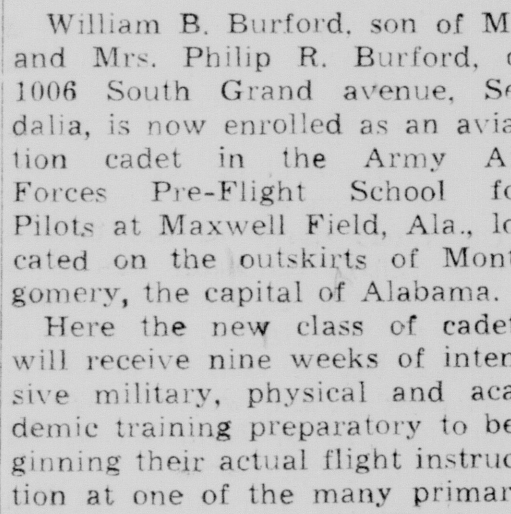 William B. Burford, son of M
and Mrs. Philip R. Burford,
1006 South Grand avenue, Se
dalia, is now enrolled as an avia
tion cadet in the Army A
Forces Pre-Flight School fo
Pilots at Maxwell Field, Ala., lo
cated on the outskirts of Mont
gomery, the capital of Alabama.
Here the new class of cadet
will receive nine weeks of inten
sive military, physical and aca
demic training preparatory to be
ginning their actual flight instruc
tion at one of the many primar